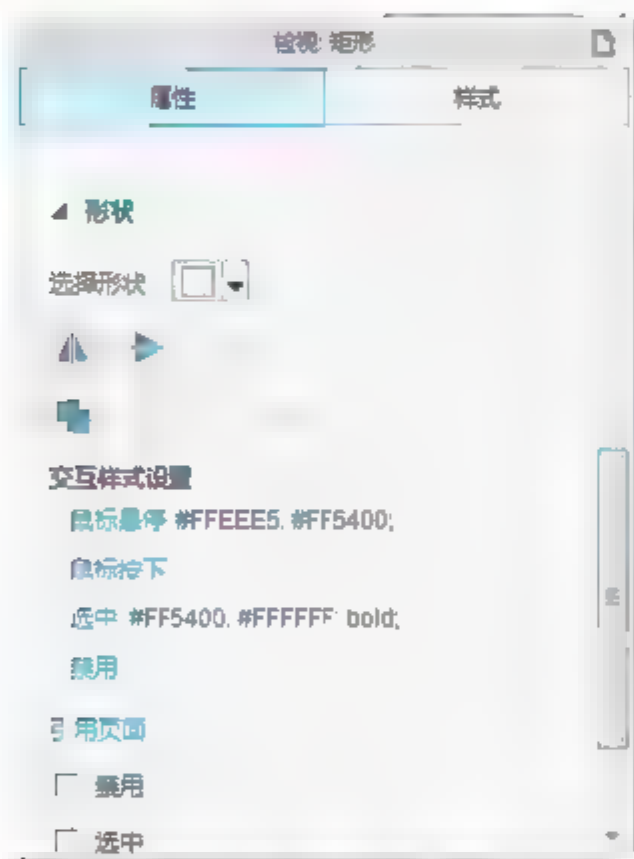 检视: 矩形
属性 样式
形状
选择形状
交互样式设置
鼠标悬停 #FFEEE5, #FF5400;
鼠标按下
选中 #FF5400, #FFFFFF bold;
禁用
引用页面
禁用
选中